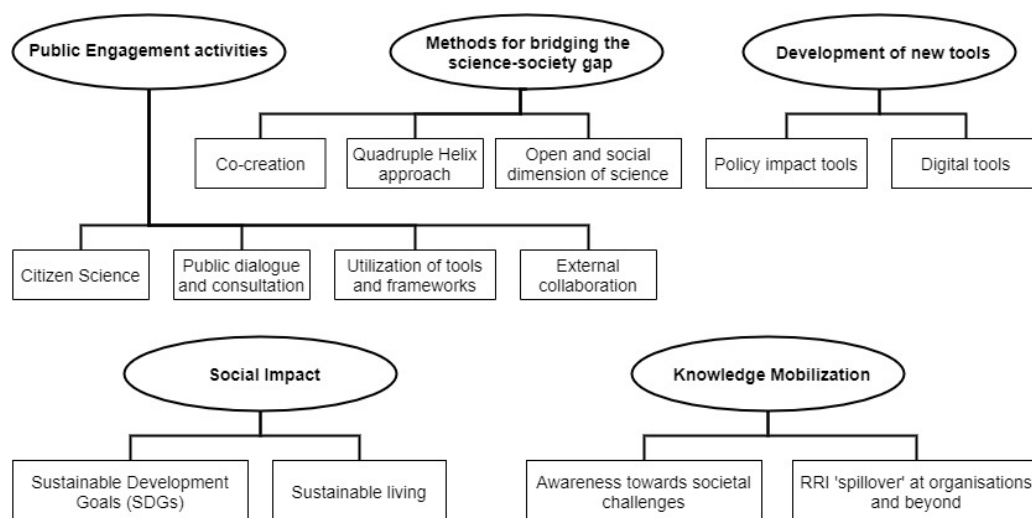 Public Engagement activities
Methods for bridging the
science-society gap
Development of new tools
Co-creation
Quadruple Helix
approach
Open and social
dimension of science
Policy impact tools
Digital tools
Citizen Science
Public dialogue
and consultation
Utilization of tools
and frameworks
External
collaboration
Social Impact
Knowledge Mobilization
Sustainable Development
Goals (SDGs)
Sustainable living
Awareness towards societal
challenges
RRI 'spillover' at organisations
and beyond